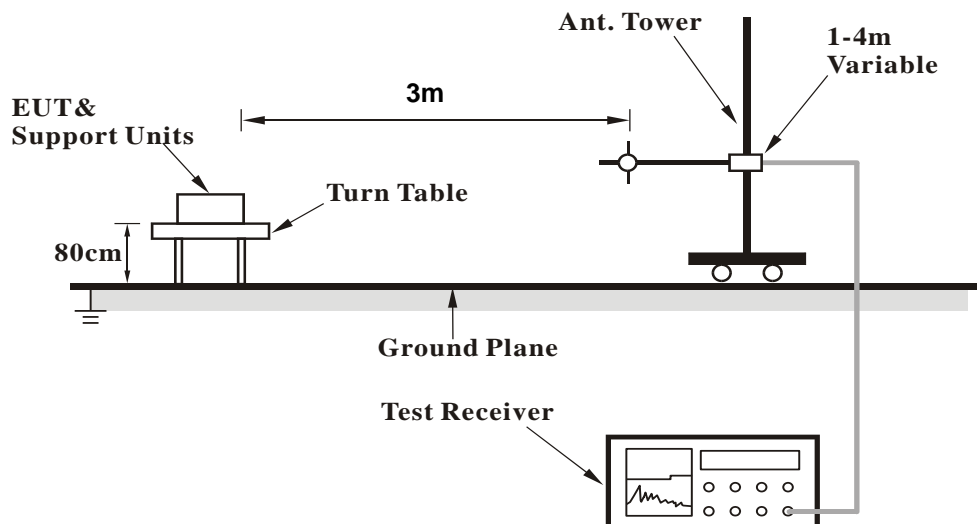 Ant. Tower
1-4m
Variable
3m
EUT&
Support Units
Turn Table
80cm
Ground Plane
Test Receiver